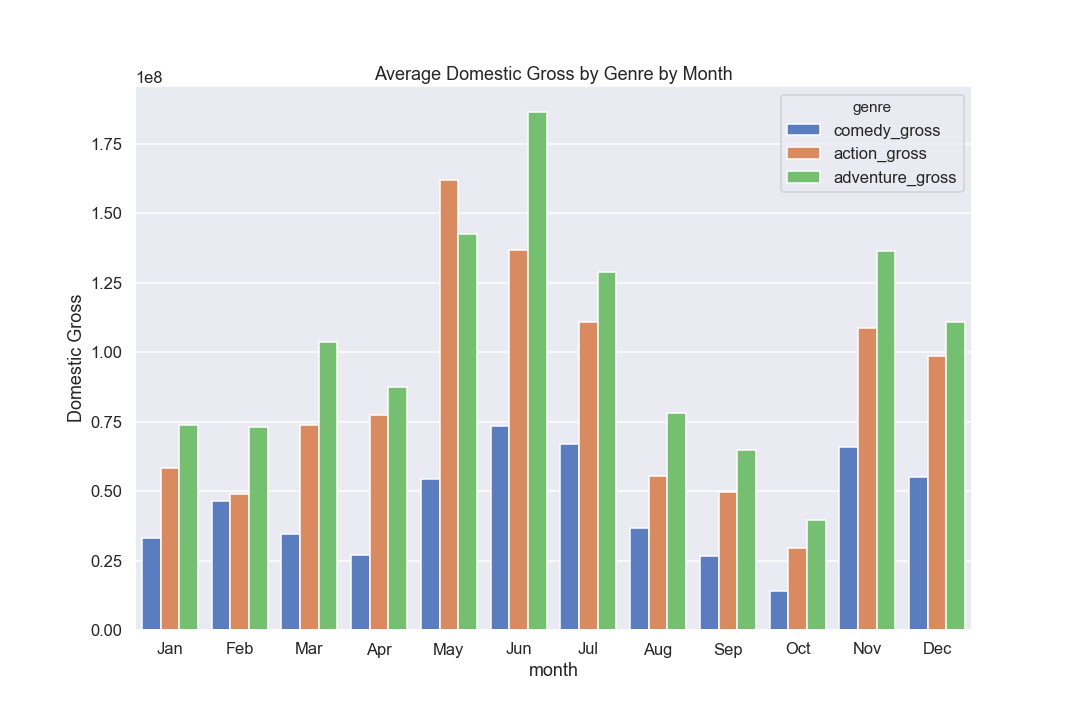 Average Domestic Gross by Genre by Month
1e8
genre
comedy_gross
action_gross
adventure_gross
Domestic Gross
1.75
1.50
1.25
1.00
0.75
0.50
0.25
0.00
Jan Feb Mar Apr May Jun Jul Aug Sep Oct Nov Dec
month